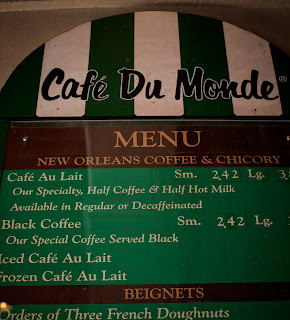 Café Du Monde®
MENU
NEW ORLEANS COFFEE & CHICORY
Café Au Lait Sm. 2,42 Lg. 3,
Our Specialty, Half Coffee & Half Hot Milk
Available in Regular or Decaffeinated
Black Coffee Sm. 2,42 Lg.
Our Special Coffee Served Black
Iced Café Au Lait
Frozen Café Au Lait
BEIGNETS
Orders of Three French Doughnuts